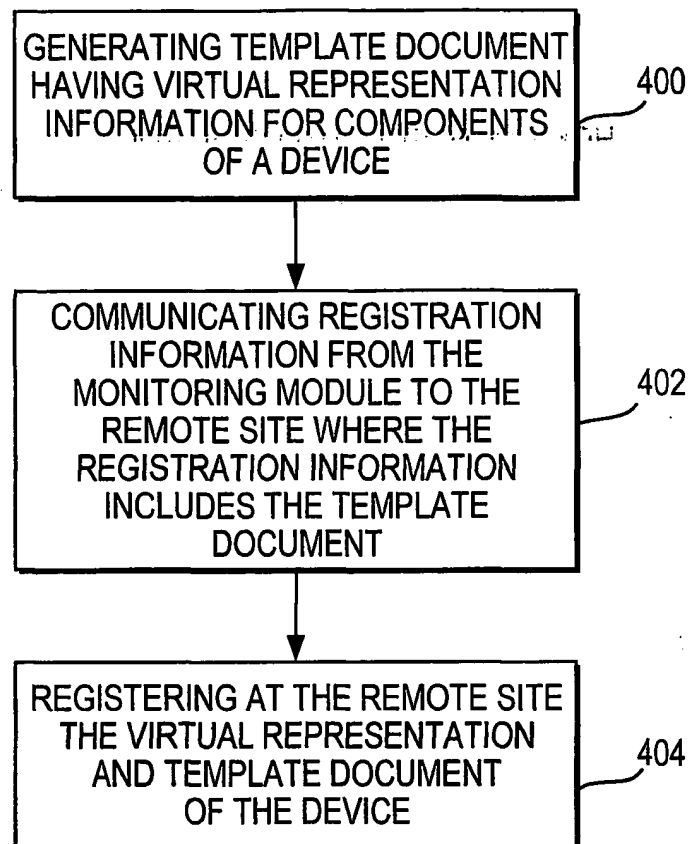 GENERATING TEMPLATE DOCUMENT
HAVING VIRTUAL REPRESENTATION
INFORMATION FOR COMPONENTS
OF A DEVICE
400
COMMUNICATING REGISTRATION
INFORMATION FROM THE
MONITORING MODULE TO THE
REMOTE SITE WHERE THE
REGISTRATION INFORMATION
INCLUDES THE TEMPLATE
DOCUMENT
402
REGISTERING AT THE REMOTE SITE
THE VIRTUAL REPRESENTATION
AND TEMPLATE DOCUMENT
OF THE DEVICE
404